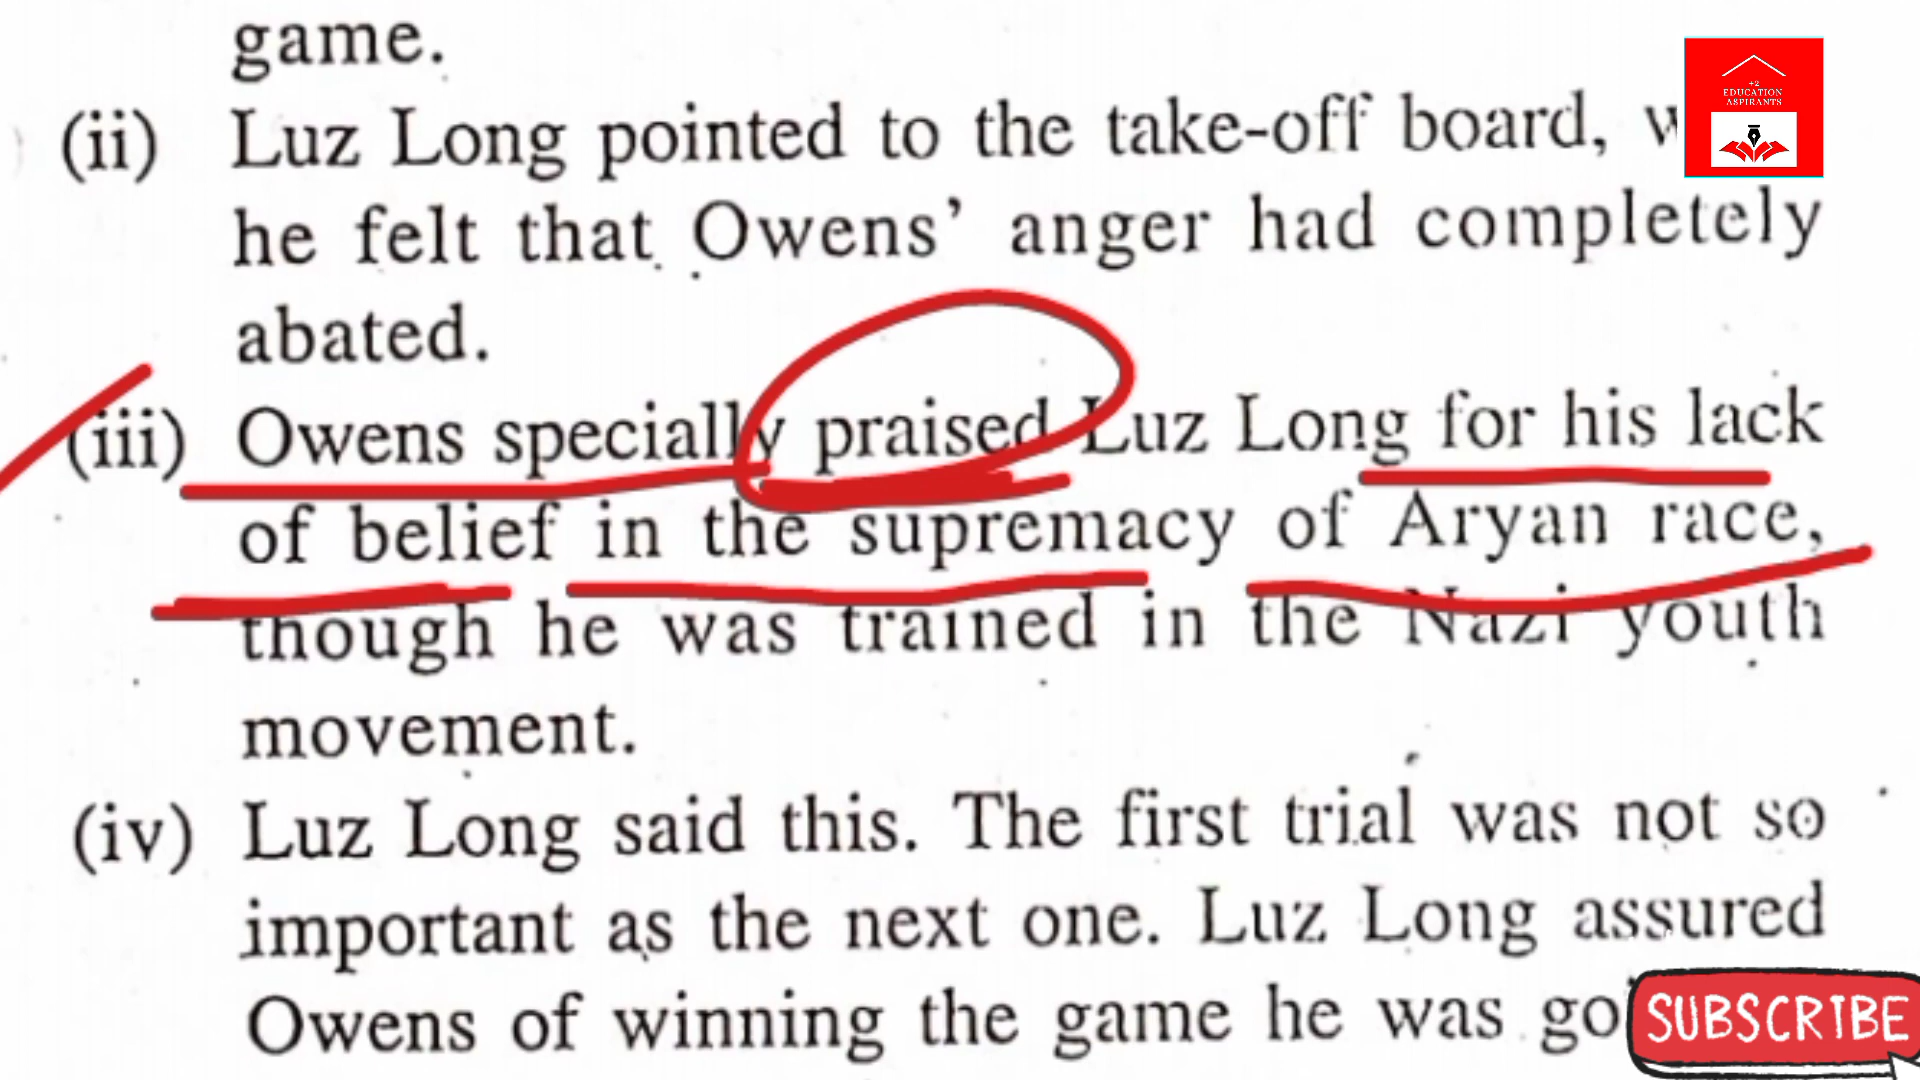 game.
(ii) Luz Long pointed to the take-off board,
he felt that Owens' anger had completely
abated.
(iii) Owens specially praised Luz Long for his lack
of belief in the supremacy of Aryan race,
though he was trained in the Nazi youth
movement.
(iv) Luz Long said this. The first trial was not so
important as the next one. Luz Long assured
Owens of winning the game he was
+2
EDUCATION
ASPIRANTS
SUBSCRIBE